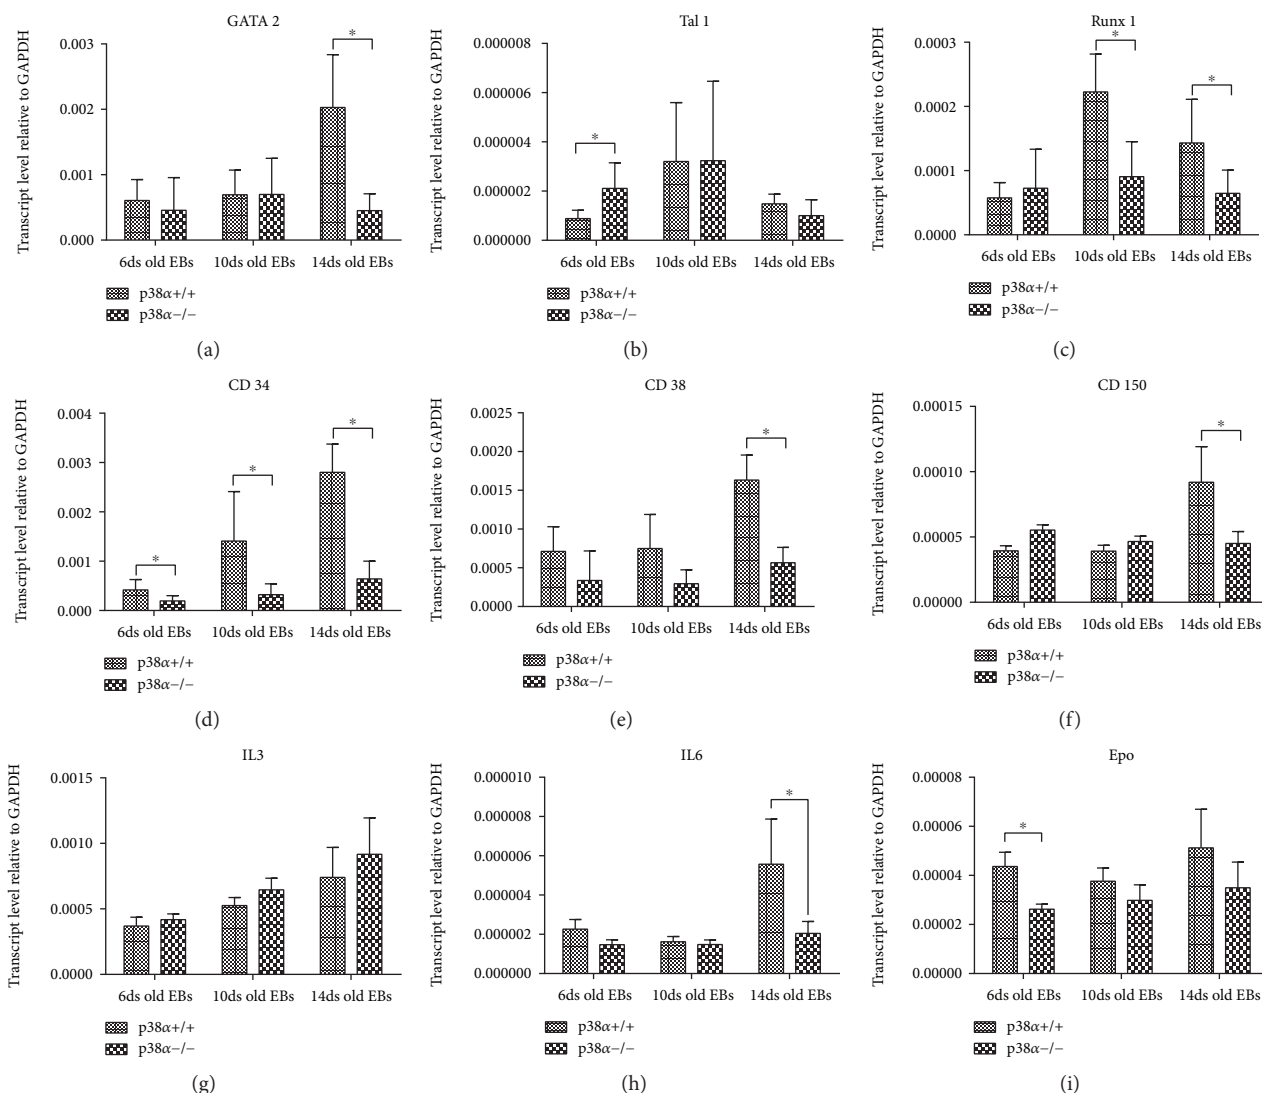 GATA 2
Transcript level relative to GAPDH
0.003
0.002
0.001
0.000
*
6ds old EBs 10ds old EBs 14ds old EBs
p38α+/+
p38α−/−
(a)
Tal 1
Transcript level relative to GAPDH
0.000008
0.000006
0.000004
0.000002
0.000000
*
6ds old EBs 10ds old EBs 14ds old EBs
p38α+/+
p38α−/−
(b)
Runx 1
Transcript level relative to GAPDH
0.0003
0.0002
0.0001
0.0000
*
*
6ds old EBs 10ds old EBs 14ds old EBs
p38α+/+
p38α−/−
(c)
CD 34
Transcript level relative to GAPDH
0.004
0.003
0.002
0.001
0.000
*
*
*
6ds old EBs 10ds old EBs 14ds old EBs
p38α+/+
p38α−/−
(d)
CD 38
Transcript level relative to GAPDH
0.0025
0.0020
0.0015
0.0010
0.0005
0.0000
*
6ds old EBs 10ds old EBs 14ds old EBs
p38α+/+
p38α−/−
(e)
CD 150
Transcript level relative to GAPDH
0.00015
0.00010
0.00005
0.00000
*
6ds old EBs 10ds old EBs 14ds old EBs
p38α+/+
p38α−/−
(f)
IL3
Transcript level relative to GAPDH
0.0015
0.0010
0.0005
0.0000
6ds old EBs 10ds old EBs 14ds old EBs
p38α+/+
p38α−/−
(g)
IL6
Transcript level relative to GAPDH
0.000010
0.000008
0.000006
0.000004
0.000002
0.000000
*
6ds old EBs 10ds old EBs 14ds old EBs
p38α+/+
p38α−/−
(h)
Epo
Transcript level relative to GAPDH
0.00008
0.00006
0.00004
0.00002
0.00000
*
6ds old EBs 10ds old EBs 14ds old EBs
p38α+/+
p38α−/−
(i)